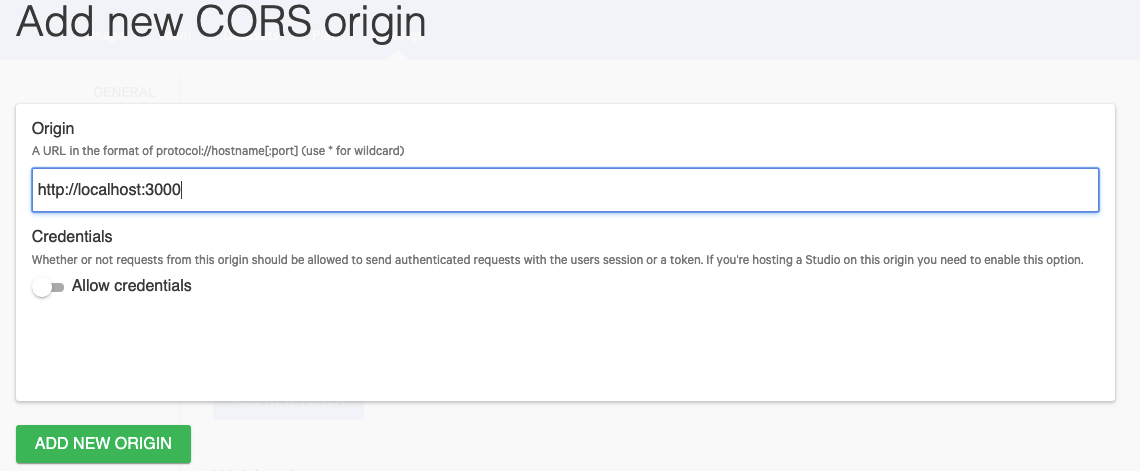 Add new CORS origin
GENERAL
Origin
A URL in the format of protocol://hostname[:port] (use * for wildcard)
http://localhost:3000
Credentials
Whether or not requests from this origin should be allowed to send authenticated requests with the users session or a token. If you're hosting a Studio on this origin you need to enable this option.
Allow credentials
ADD NEW ORIGIN